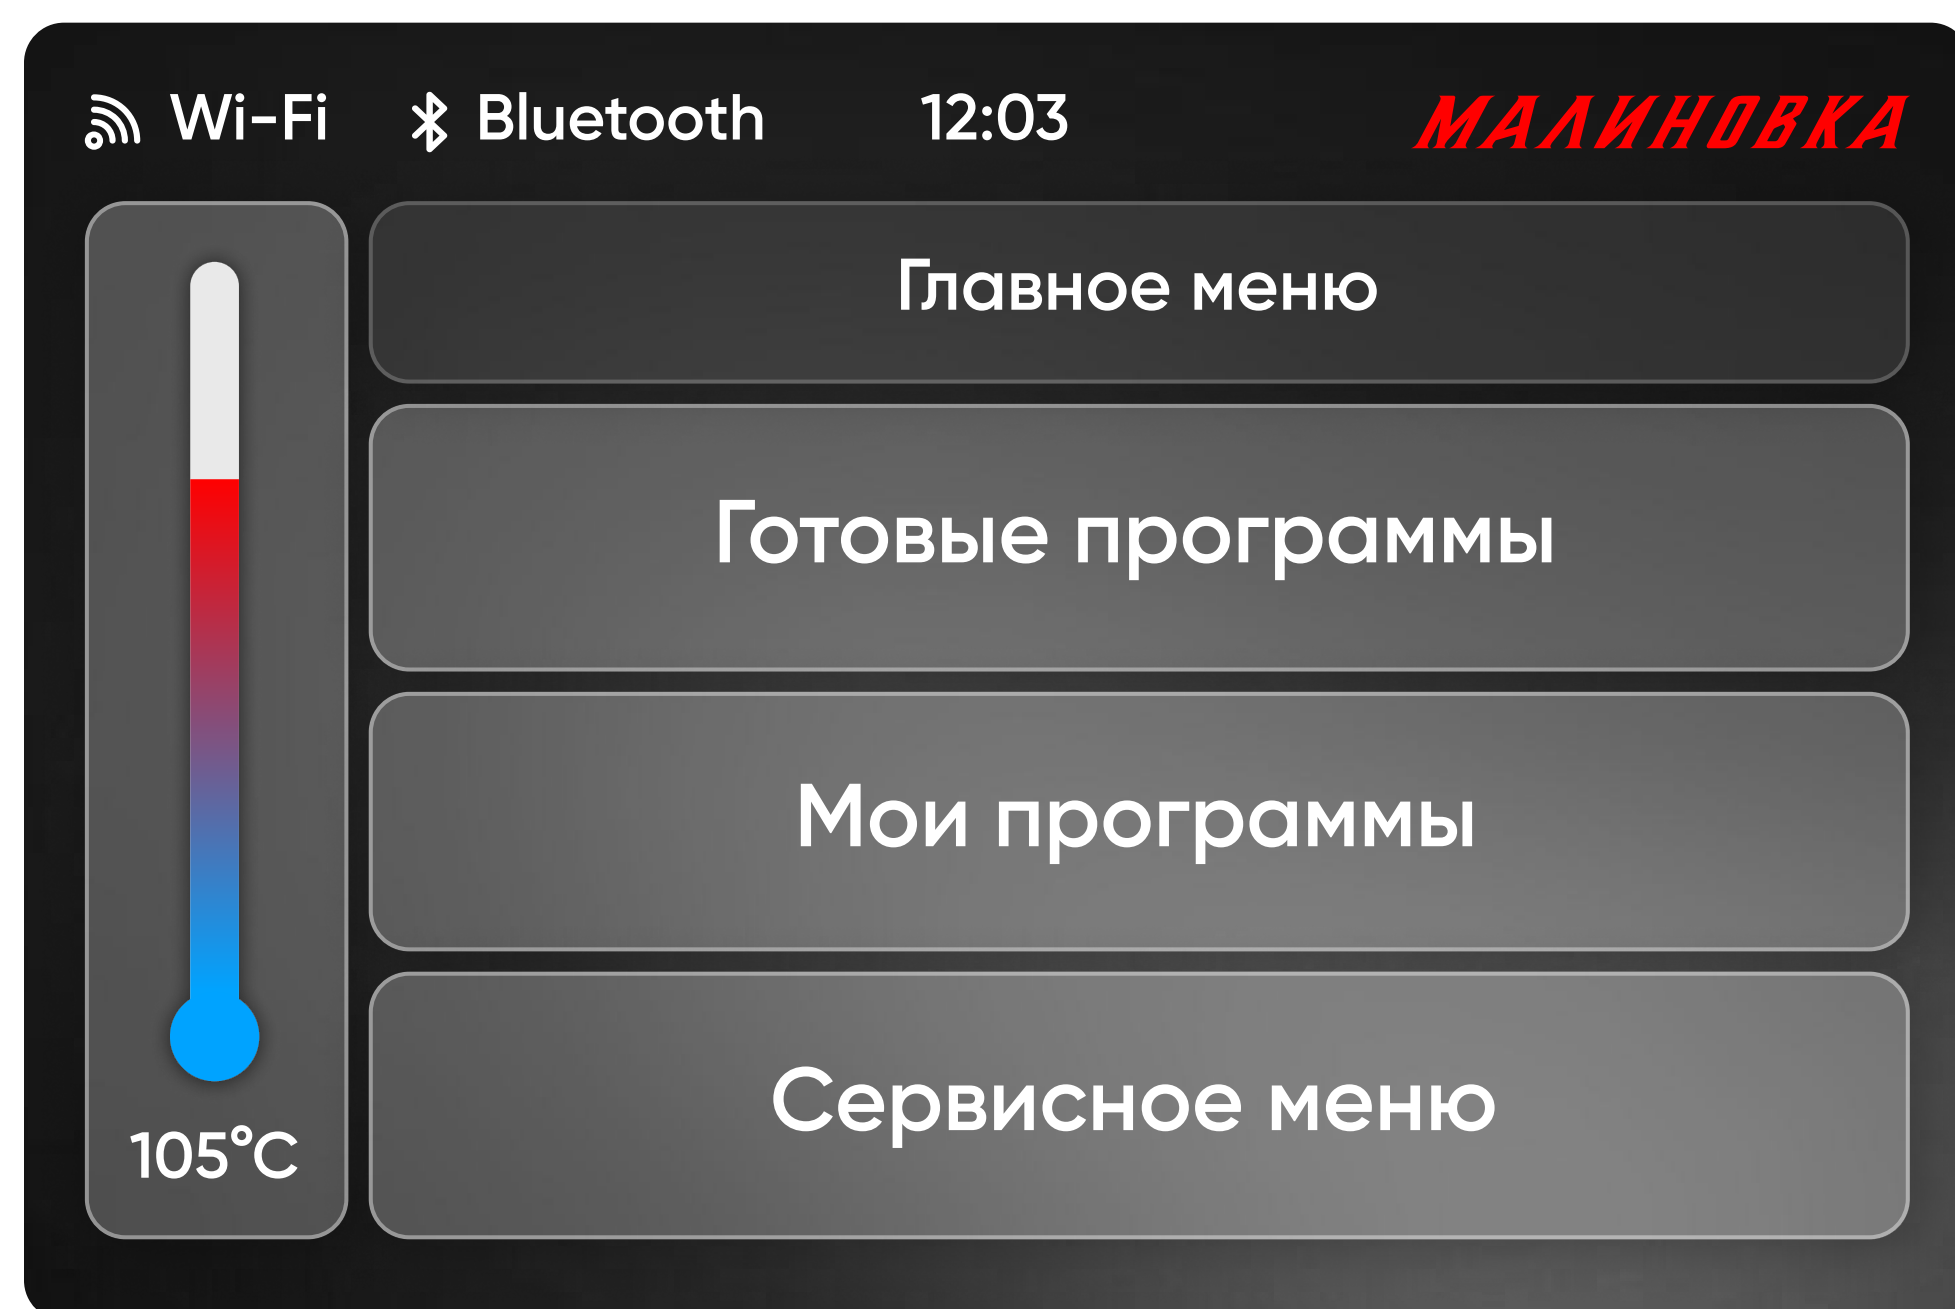 Wi-Fi Bluetooth 12:03 МАЛИНОВКА
Главное меню
Готовые программы
Мои программы
Сервисное меню
105°C